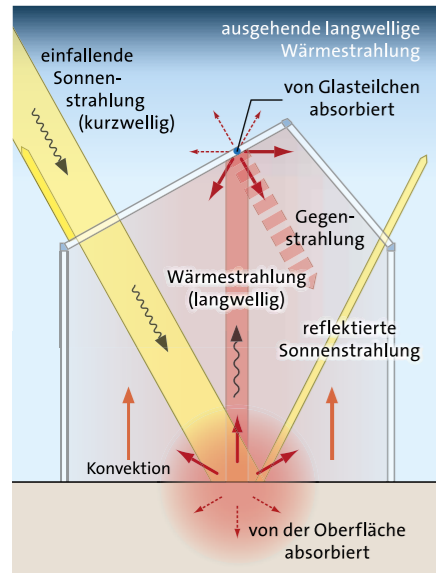 ausgehende langwellige
Wärmestrahlung
einfallende
Sonnen-
strahlung
(kurzwellig)
von Glasteilchen
absorbiert
Gegen-
strahlung
Wärmestrahlung
(langwellig)
reflektierte
Sonnenstrahlung
Konvektion
von der Oberfläche
absorbiert